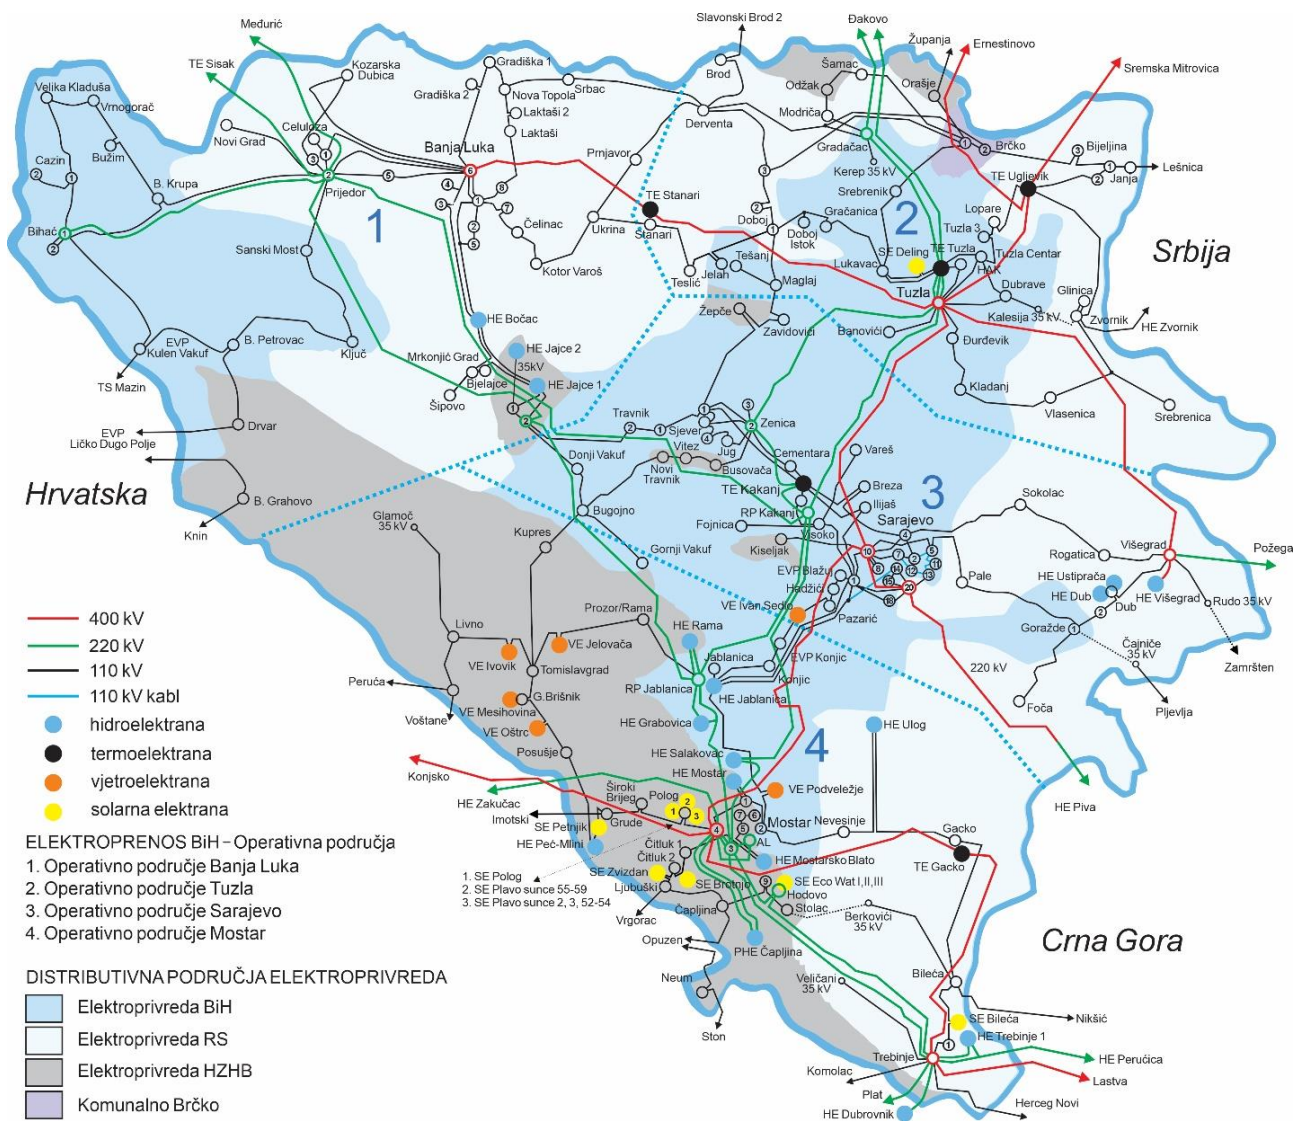 Slavonski Brod 2
Đakovo
Međurić
Županja
Ernestinovo
TE Sisak
Kozarska
Dubica
Gradiška 1
Brod
Šamac
Odžak
Orašje
Sremska Mitrovica
Velika Kladuša
Vrnogorač
Gradiška 2
Nova Topola
Srbac
Modriča
Derventa
Laktaši 2
Laktaši
Novi Grad
Celuloza
Banja Luka
Gradačac
Brčko
Bijeljina
Bužim
Cazin
Prnjavor
Kerep 35 kV
Janja
Lešnica
TE Ugljevik
B. Krupa
Prijedor
Srebrenik
TE Stanari
Lopare
1
2
Bihać
Čelinac
Ukrina
Stanari
Doboj
Doboj
Istok
Gračanica
Tuzla 3
SE Deling
TE Tuzla
Tuzla Centar
Srbija
Sanski Most
Kotor Varoš
Teslić
Jelah
Tešanj
Maglaj
Lukavac
HAK
Tuzla
Dubrave
Glinica
Kalesija 35 kV
Zvornik
HE Zvornik
HE Bočac
Žepče
Zavidovići
Banovići
Đurđevik
EVP
Kulen Vakuf
B. Petrovac
Ključ
HE Jajce 2
35kV
Mrkonjić Grad
Bjelajce
HE Jajce 1
Šipovo
Kladanj
Vlasenica
Srebrenica
TS Mazin
EVP
Ličko Dugo Polje
Drvar
Travnik
Sjever
Zenica
Jug
Vitez
Busovača
Novi
Travnik
Donji Vakuf
Cementara
Vareš
TE Kakanj
Breza
Ilijaš
3
Hrvatska
B. Grahovo
Knin
Glamoč
35 kV
Bugojno
RP Kakanj
Visoko
Fojnica
Sarajevo
Sokolac
Kupres
Gornji Vakuf
Kiseljak
Rogatica
Višegrad
Požega
EVP Blažuj
Hadžići
Pale
HE Ustiprača
HE Dub
Dub
HE Višegrad
Rudo 35 kV
VE Ivan Sedlo
Pazarić
Prozor/Rama
HE Rama
Goražde
Čajniče
35 kV
Zamršten
400 kV
220 kV
110 kV
110 kV kabl
Livno
VE Jelovača
VE Ivovik
Tomislavgrad
Jablanica
EVP Konjic
Konjic
220 kV
Pljevlja
Foča
Peruća
RP Jablanica
HE Jablanica
G.Brišnik
VE Mesihovina
Voštane
hidroelektrana
termoelektrana
vjetroelektrana
solarna elektrana
VE Oštrc
HE Grabovica
HE Ulog
Posušje
HE Salakovac
4
Konjsko
HE Mostar
HE Piva
HE Zakučac
Široki
Brijeg
Polog
VE Podveležje
Imotski
Grude
SE Petnjik
HE Peć-Mlini
Mostar
Nevesinje
Gacko
AL
TE Gacko
ELEKTROPRENOS BiH – Operativna područja
1. Operativno područje Banja Luka
2. Operativno područje Tuzla
3. Operativno područje Sarajevo
4. Operativno područje Mostar
Čitluk 1
Čitluk 2
HE Mostarsko Blato
SE Zvizdan
SE Brotnjo
SE Eco Wat I,II,III
Hodovo
Stolac
1. SE Polog
2. SE Plavo sunce 55-59
3. SE Plavo sunce 2, 3, 52-54
Ljubuški
Vrgorac
Čapljina
Berkovići
35 kV
Opuzen
PHE Čapljina
Crna Gora
DISTRIBUTIVNA PODRUČJA ELEKTROPRIVREDA
Elektroprivreda BiH
Elektroprivreda RS
Elektroprivreda HZHB
Komunalno Brčko
Neum
Ston
Veličani
35 kV
Bileća
Nikšić
SE Bileća
HE Trebinje 1
Trebinje
HE Perućica
Komolac
Lastva
Plat
Herceg Novi
HE Dubrovnik